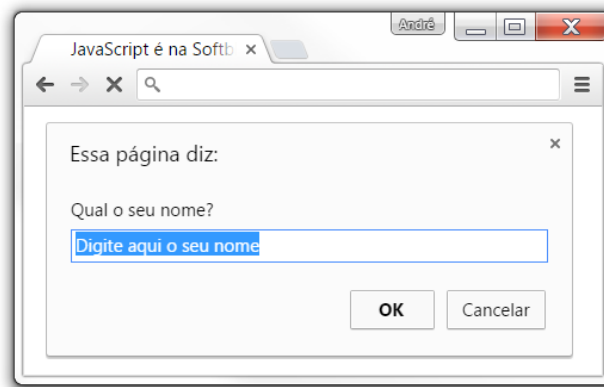 André
JavaScript é na Softb
Essa página diz:
Qual o seu nome?
Digite aqui o seu nome
OK Cancelar